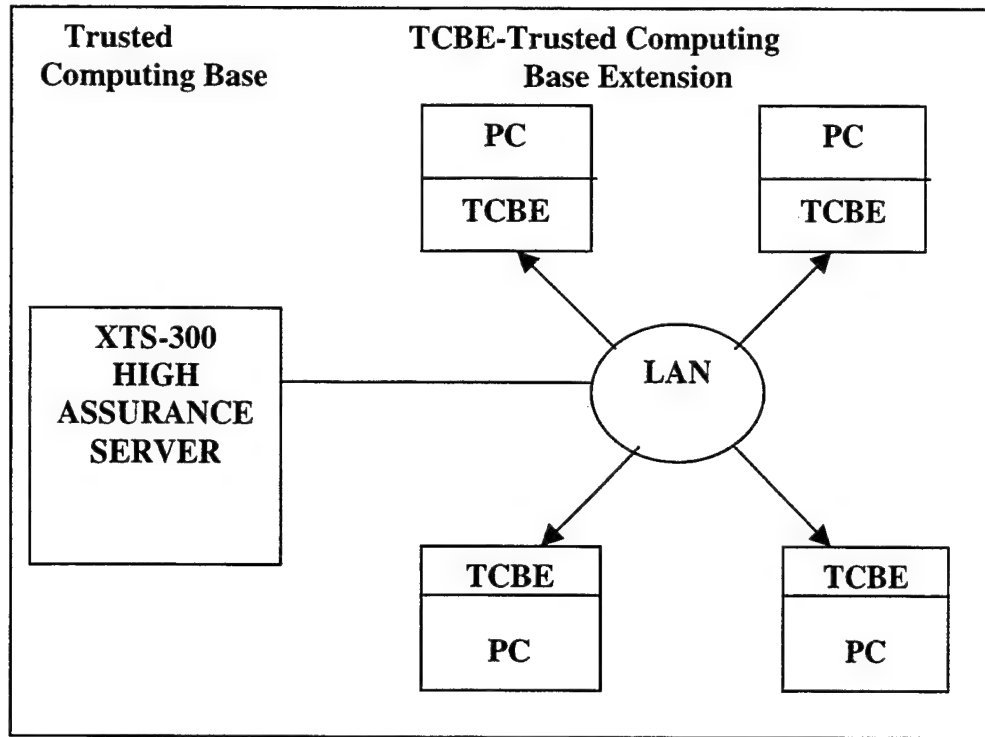 Trusted
Computing Base
TCBE-Trusted Computing
Base Extension
PC
TCBE
PC
TCBE
XTS-300
HIGH
ASSURANCE
SERVER
LAN
TCBE
PC
TCBE
PC